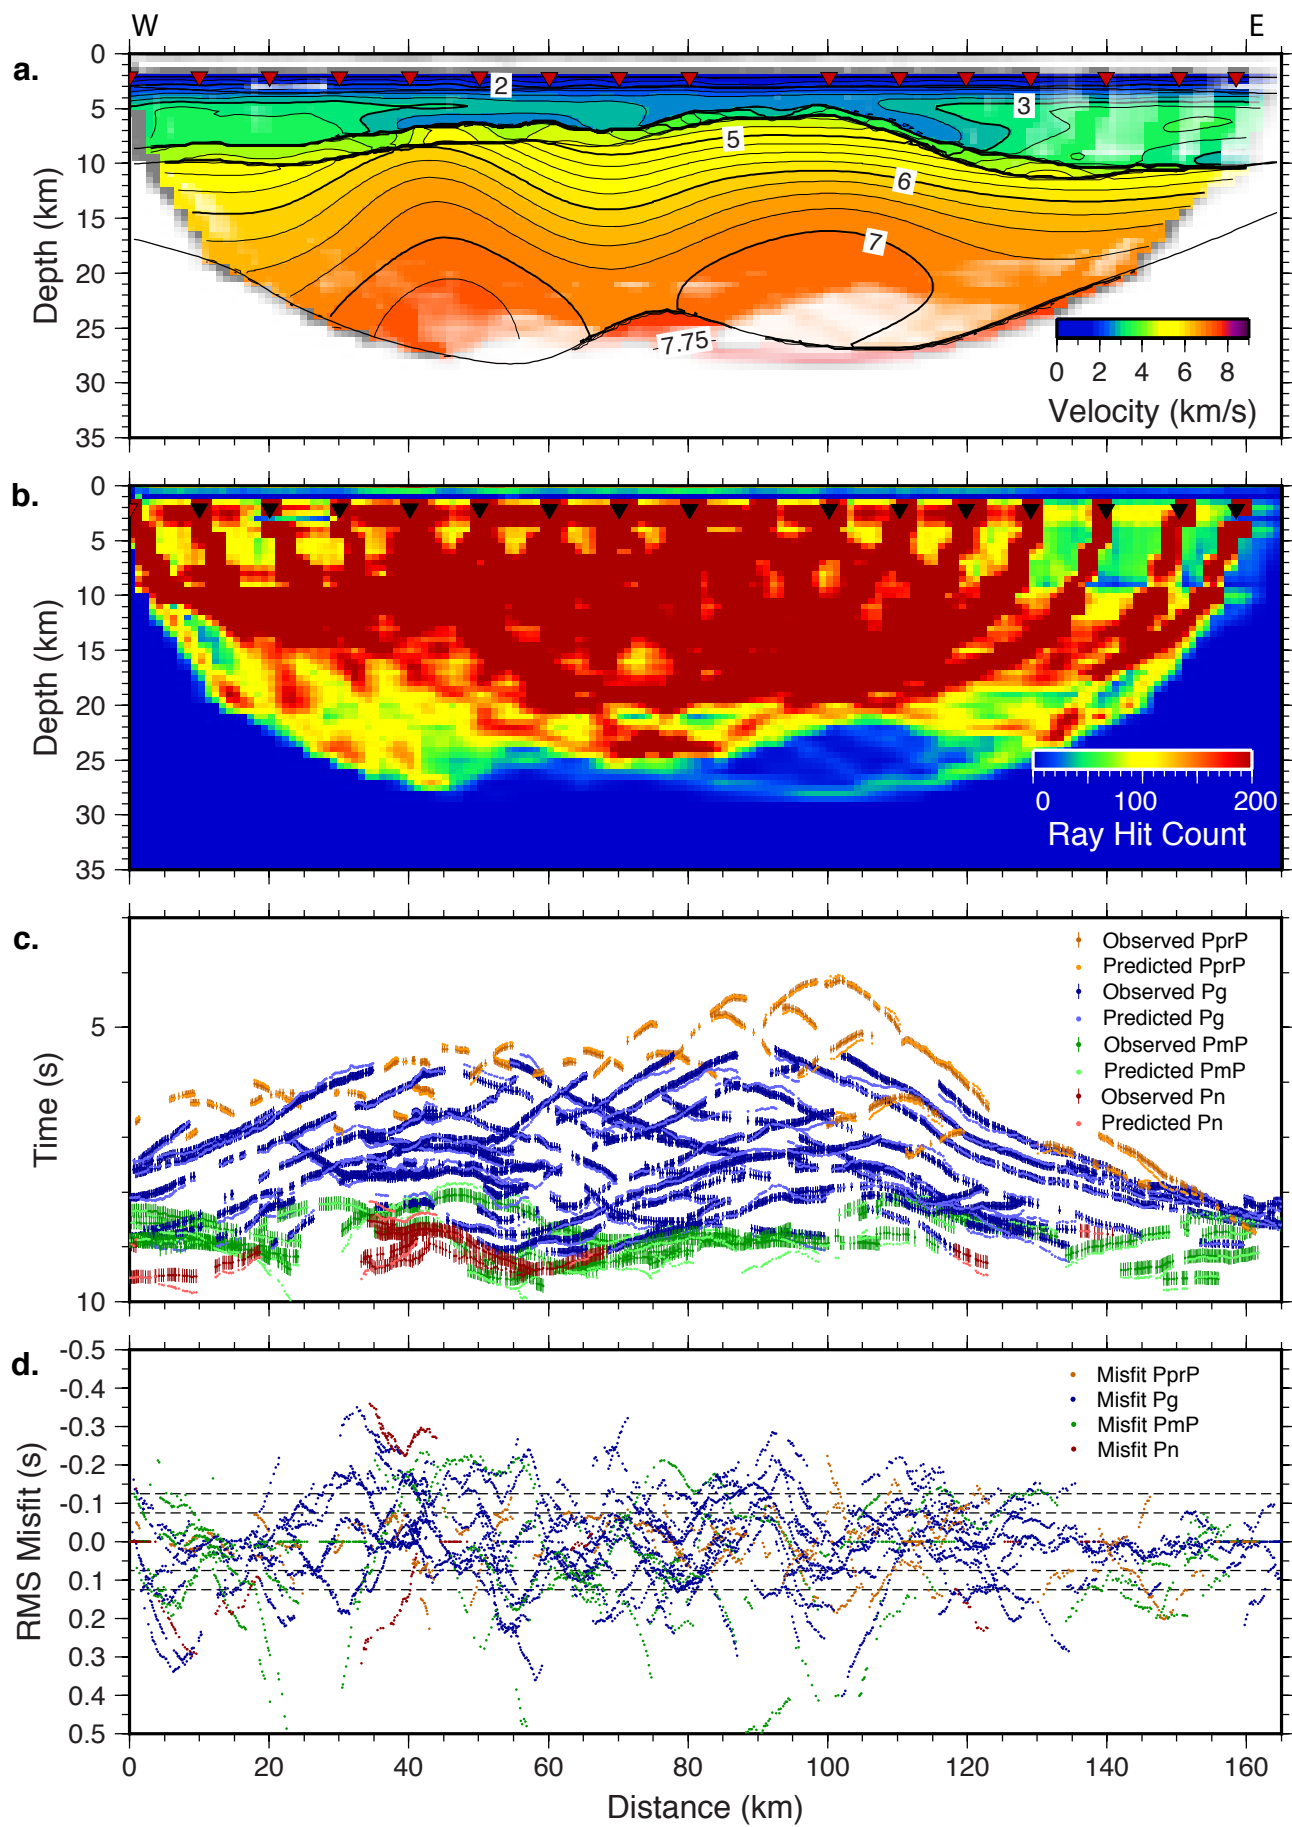 W E
a.
0
5
10
15
20
25
30
35
Depth (km)
2
3
5
6
7
7.75
0 2 4 6 8
Velocity (km/s)
b.
0
5
10
15
20
25
30
35
Depth (km)
0 100 200
Ray Hit Count
c.
5
10
Time (s)
Observed PprP
Predicted PprP
Observed Pg
Predicted Pg
Observed PmP
Predicted PmP
Observed Pn
Predicted Pn
d.
-0.5
-0.4
-0.3
-0.2
-0.1
0.0
0.1
0.2
0.3
0.4
0.5
RMS Misfit (s)
Misfit PprP
Misfit Pg
Misfit PmP
Misfit Pn
0 20 40 60 80 100 120 140 160
Distance (km)